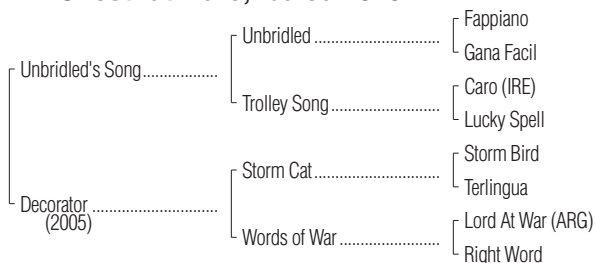 Fappiano
Unbridled
Gana Facil
Unbridled's Song
Caro (IRE)
Trolley Song
Lucky Spell
Storm Bird
Storm Cat
Terlingua
Decorator
(2005)
Lord At War (ARG)
Words of War
Right Word